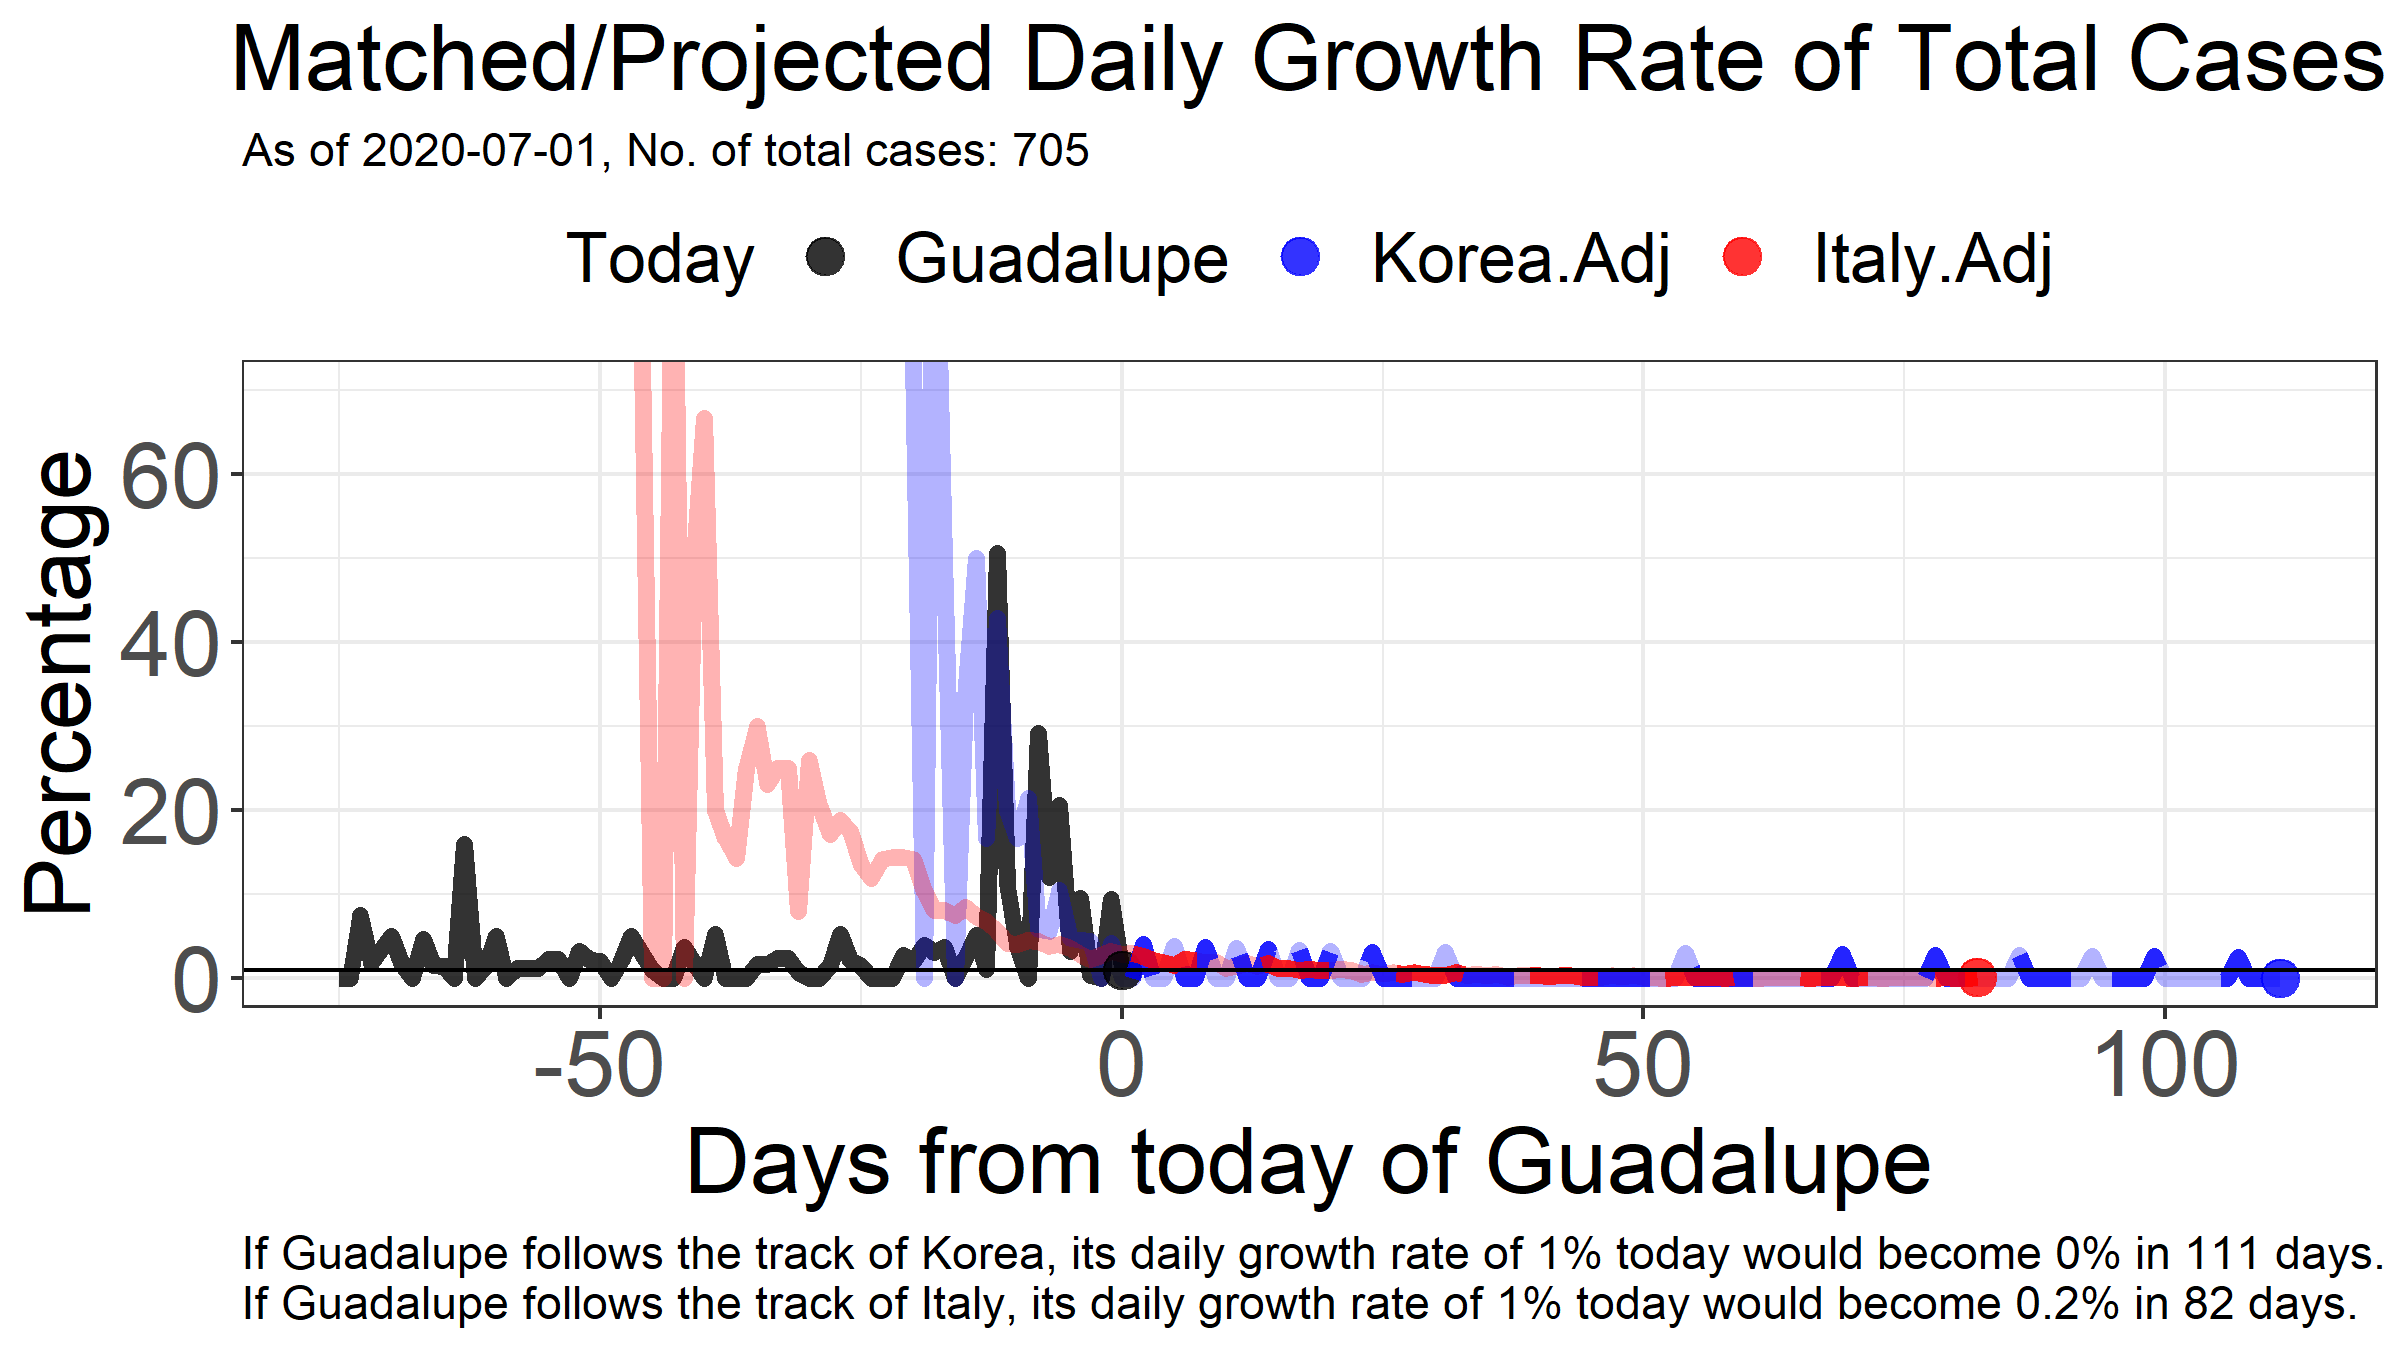 Matched/Projected Daily Growth Rate of Total Cases
As of 2020-07-01, No. of total cases: 705
Today Guadalupe Korea.Adj Italy.Adj
Percentage
60
40
20
0
-50 0 50 100
Days from today of Guadalupe
If Guadalupe follows the track of Korea, its daily growth rate of 1% today would become 0% in 111 days.
If Guadalupe follows the track of Italy, its daily growth rate of 1% today would become 0.2% in 82 days.